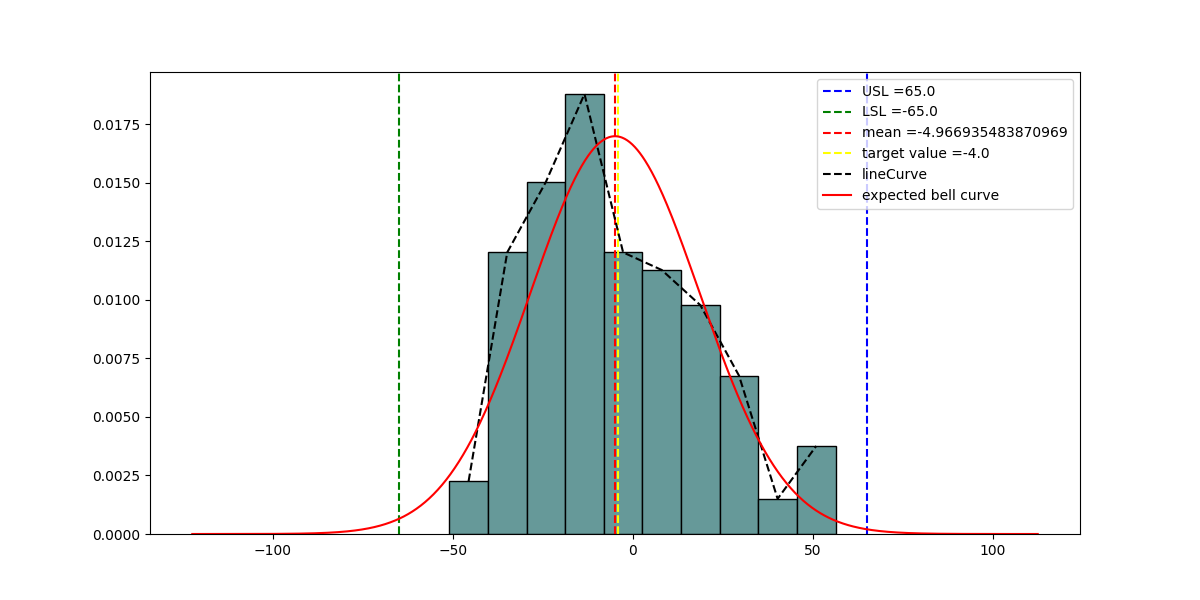 USL =65.0
LSL =-65.0
mean =-4.966935483870969
target value =-4.0
lineCurve
expected bell curve
0.0175
0.0150
0.0125
0.0100
0.0075
0.0050
0.0025
0.0000
−100
−50
0
50
100